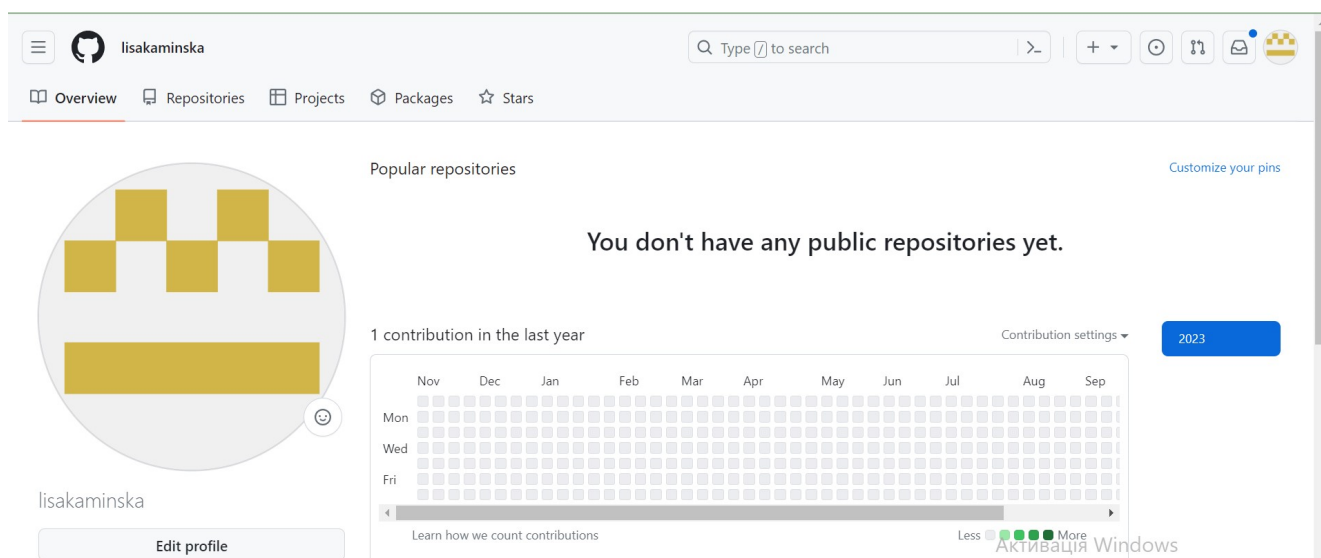 lisakaminska
Type / to search
Overview Repositories Projects Packages Stars
Popular repositories Customize your pins
You don't have any public repositories yet.
1 contribution in the last year Contribution settings 2023
Nov Dec Jan Feb Mar Apr May Jun Jul Aug Sep
Mon
Wed
Fri
lisakaminska
Learn how we count contributions Less More
Edit profile
Активація Windows